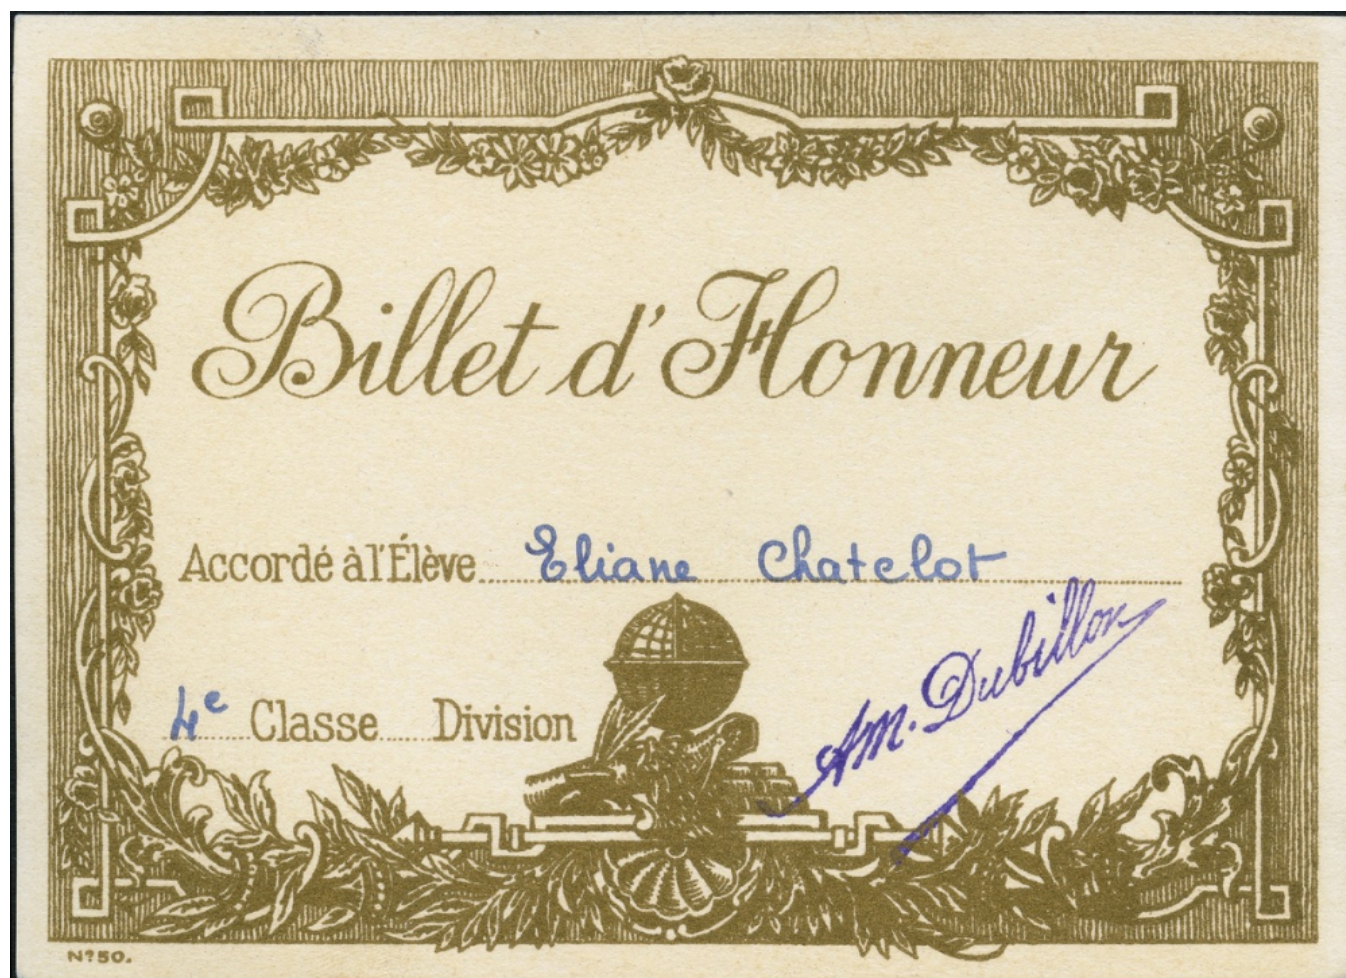 Billet d'Honneur
Accordé à l'Élève Eliane Chatelot
4e Classe Division
AM. Dubillon
N° 50.